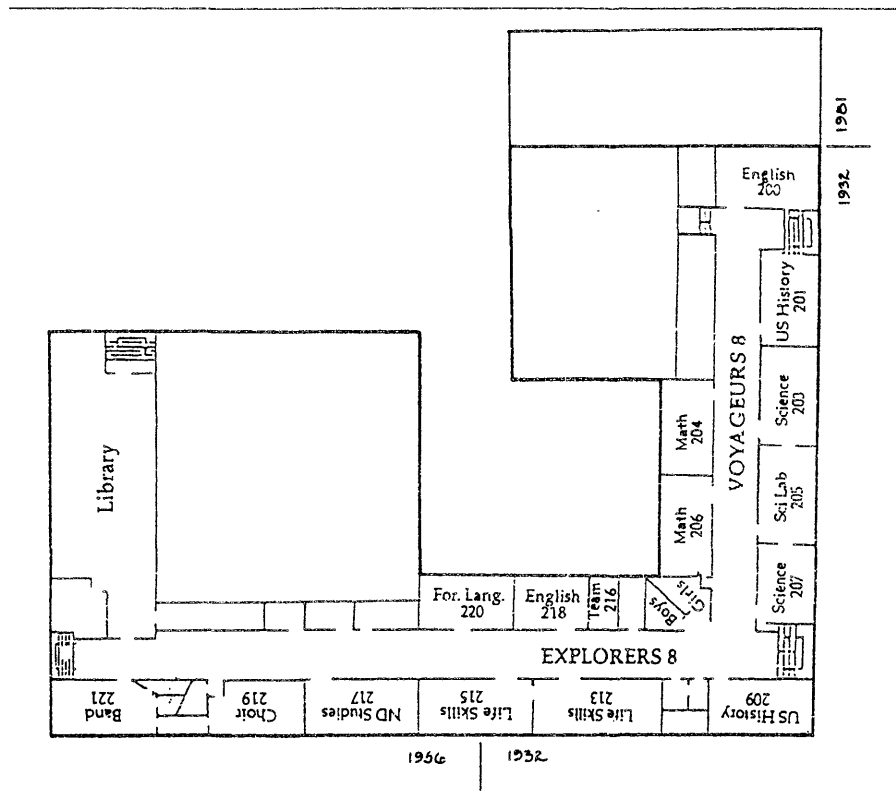 1981
1932
English
200
US History
201
VOYAGEURS 8
Science
203
Math
204
Library
Sci Lab
205
Math
206
Science
207
For. Lang.
220
English
218
Team
216
Boys
Girls
EXPLORERS 8
Band
221
Choir
219
ND Studies
217
Life Skills
215
Life Skills
213
US History
209
1956
1932